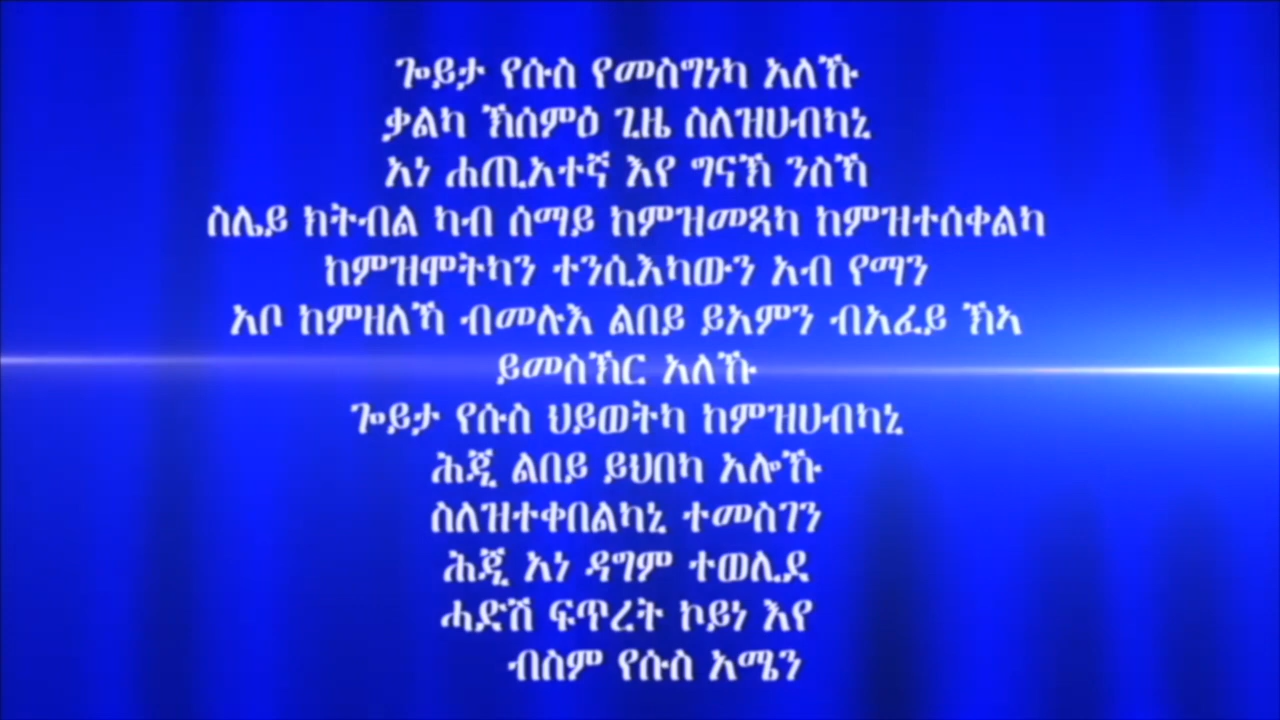 ጐይታ የሱስ የመስግነካ አለኹ
ቃልካ ኽሰምዕ ጊዜ ስለዝሀብካኒ
አነ ሐጢአተኛ እየ ግናኽ ንስኻ
ስሌይ ክትብል ካብ ሰማይ ከምዝመጻካ ከምዝተሰቀልካ
ከምዝሞትካን ተንሲእካውን አብ የማን
አቦ ከምዘለኻ ብመሉእ ልበይ ይአምን ብአፈይ ኽኣ
ይመስኽር አለኹ
ጐይታ የሱስ ህይወትካ ከምዝሀብካኒ
ሕጂ ልበይ ይህበካ አሎኹ
ስለዝተቀበልካኒ ተመስገን
ሕጂ አነ ዳግም ተወሊደ
ሓድሽ ፍጥረት ኮይነ እየ
ብስም የሱስ አሜን